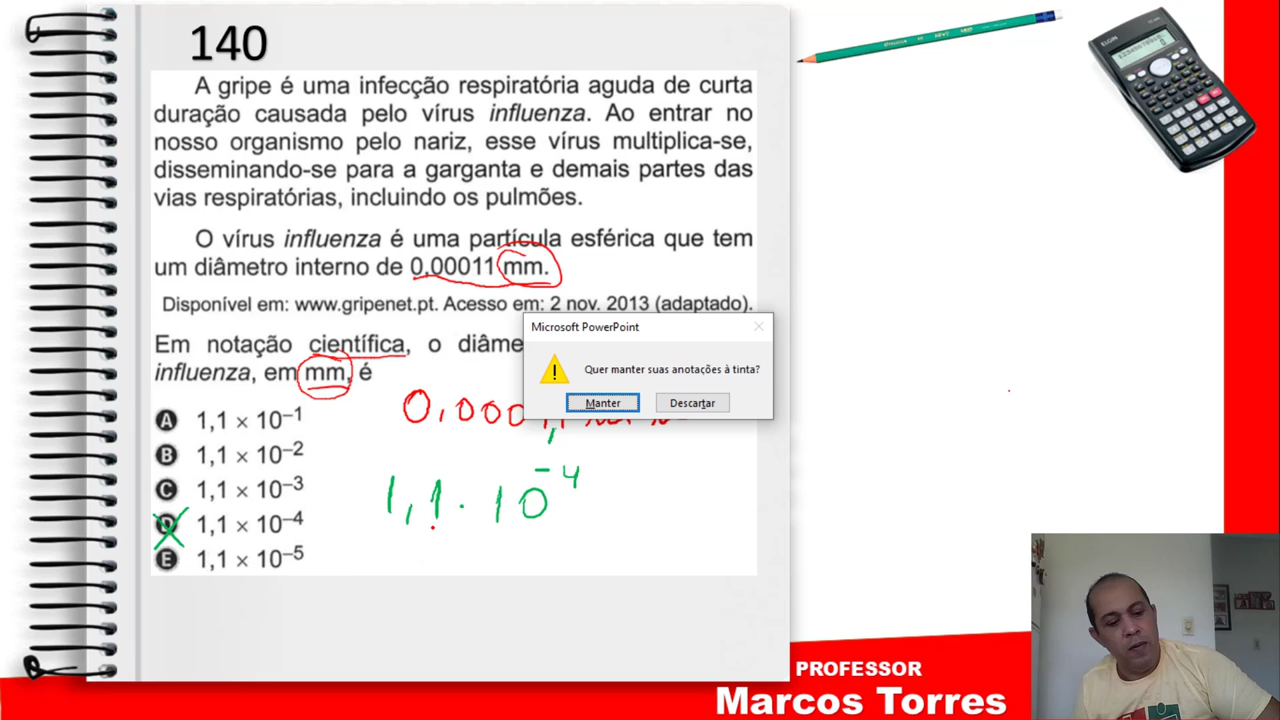 140
A gripe é uma infecção respiratória aguda de curta
duração causada pelo vírus influenza. Ao entrar no
nosso organismo pelo nariz, esse vírus multiplica-se,
disseminando-se para a garganta e demais partes das
vias respiratórias, incluindo os pulmões.
O vírus influenza é uma partícula esférica que tem
um diâmetro interno de 0,00011 mm.
Disponível em: www.gripenet.pt. Acesso em: 2 nov. 2013 (adaptado).
Em notação científica, o diâme
influenza, em mm, é
A 1,1 × 10⁻¹
B 1,1 × 10⁻²
C 1,1 × 10⁻³
D 1,1 × 10⁻⁴
E 1,1 × 10⁻⁵
0,000
1,1 · 10⁻⁴
Microsoft PowerPoint
Quer manter suas anotações à tinta?
Manter
Descartar
ELGIN
PROFESSOR
Marcos Torres